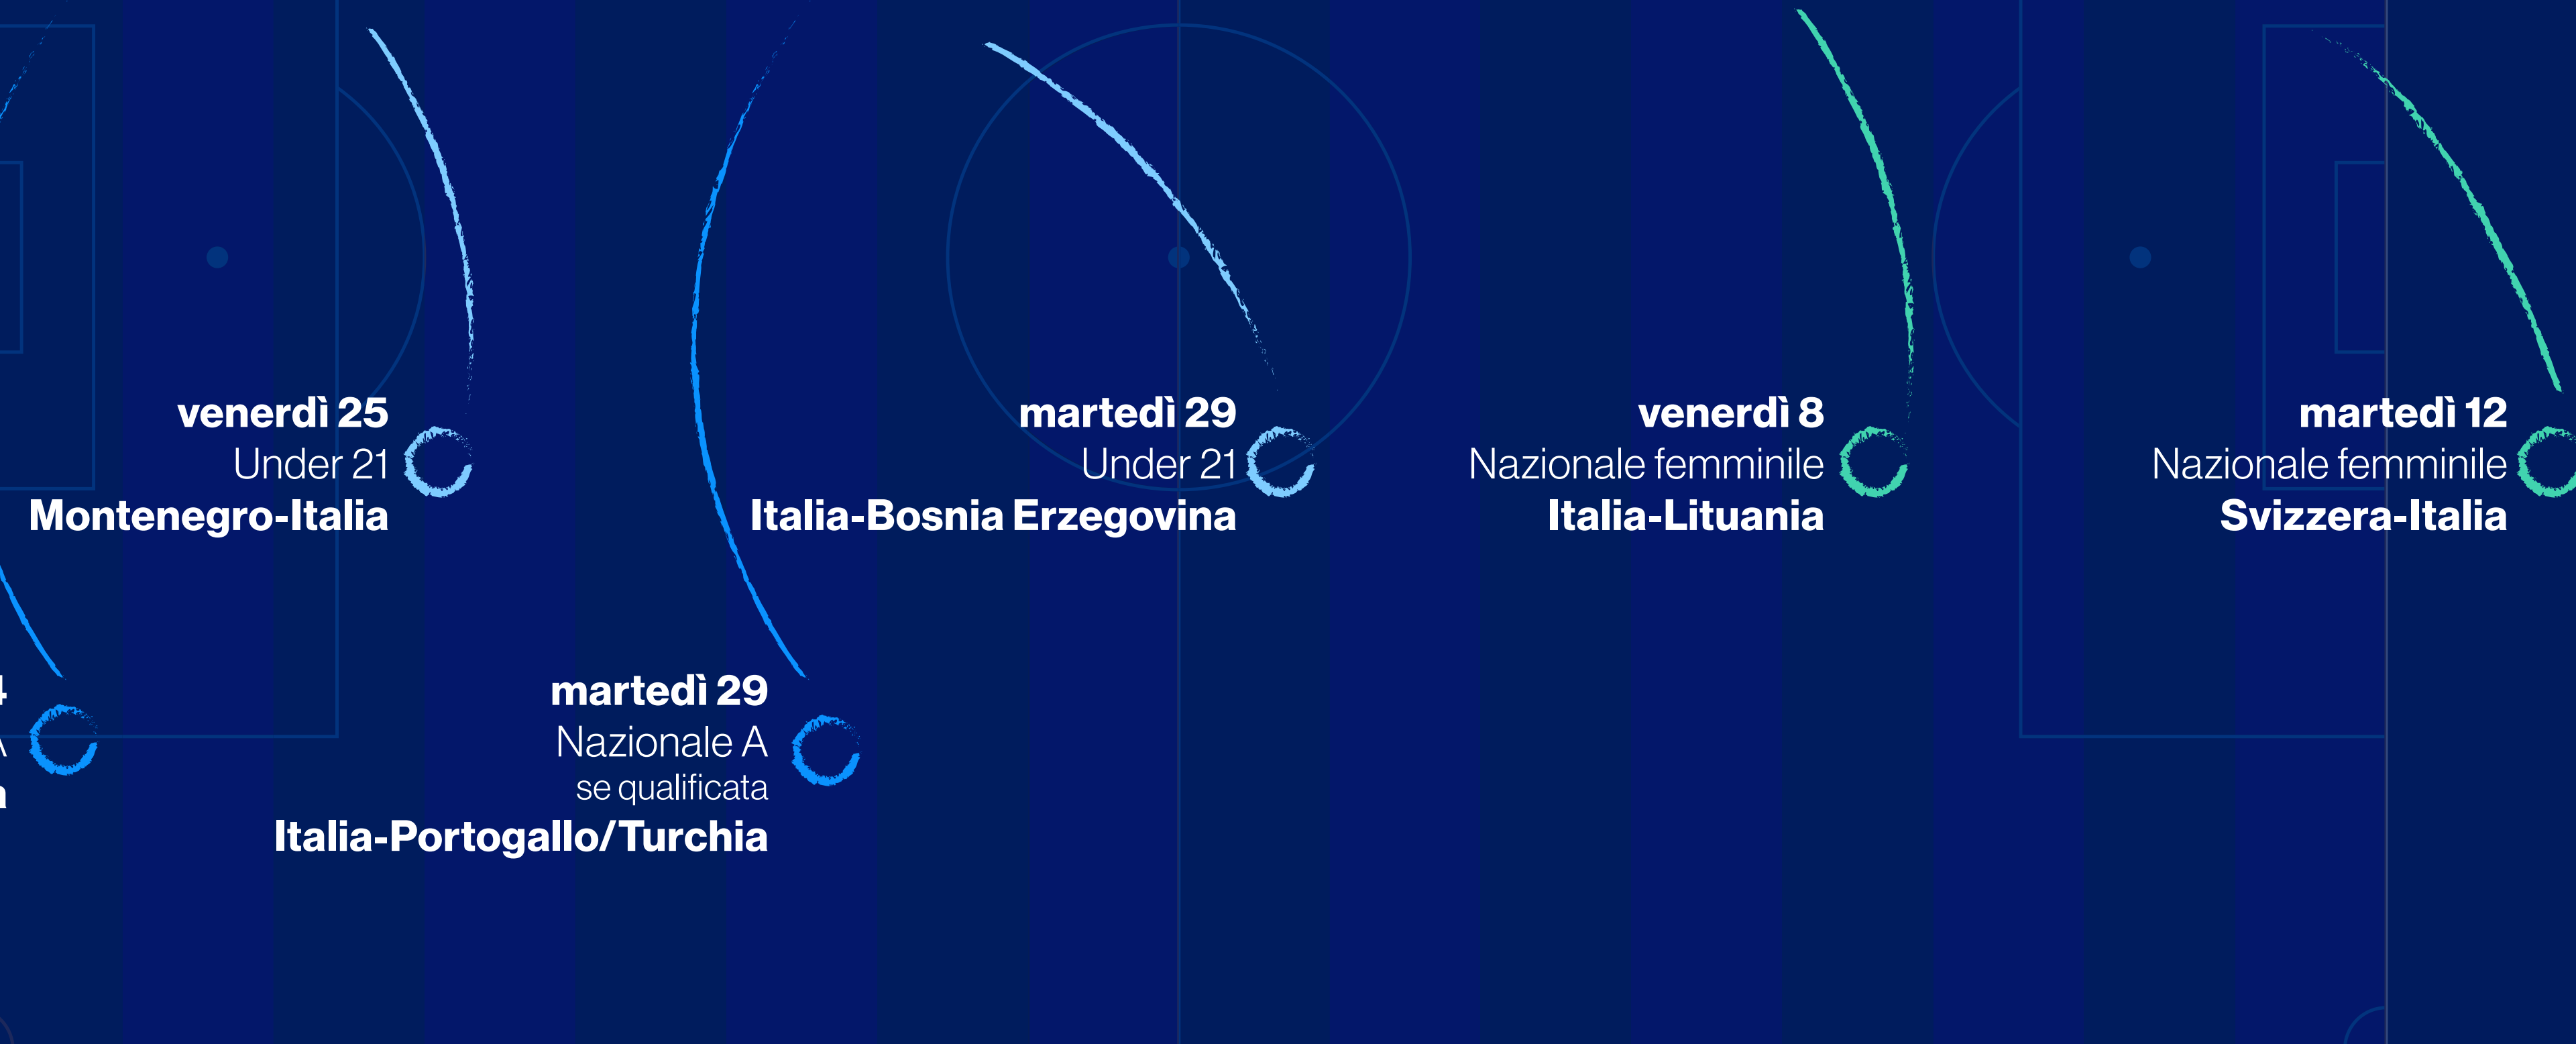 venerdì 25
Under 21
Montenegro-Italia
martedì 29
Under 21
Italia-Bosnia Erzegovina
venerdì 8
Nazionale femminile
Italia-Lituania
martedì 12
Nazionale femminile
Svizzera-Italia
martedì 29
Nazionale A
se qualificata
Italia-Portogallo/Turchia